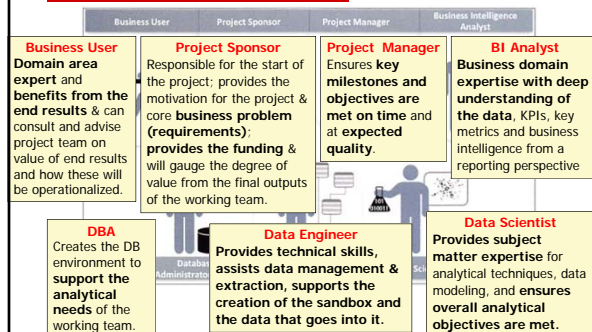 Business User
Project Sponsor
Project Manager
Business Intelligence
Analyst
Business User
Domain area
expert and
benefits from the
end results & can
consult and advise
project team on
value of end results
and how these will
be operationalized.
Project Sponsor
Responsible for the start
of the project; provides the
motivation for the project &
core business problem
(requirements);
provides the funding &
will gauge the degree of
value from the final outputs
of the working team.
Project Manager
Ensures key
milestones and
objectives are
met on time and
at expected
quality.
BI Analyst
Business domain
expertise with deep
understanding of
the data, KPIs, key
metrics and business
intelligence from a
reporting perspective
DBA
Creates the DB
environment to
support the
analytical
needs of the
working team.
Data Engineer
Provides technical skills,
assists data management &
extraction, supports the
creation of the sandbox and
the data that goes into it.
Data Scientist
Provides subject
matter expertise for
analytical techniques, data
modeling, and ensures
overall analytical
objectives are met.